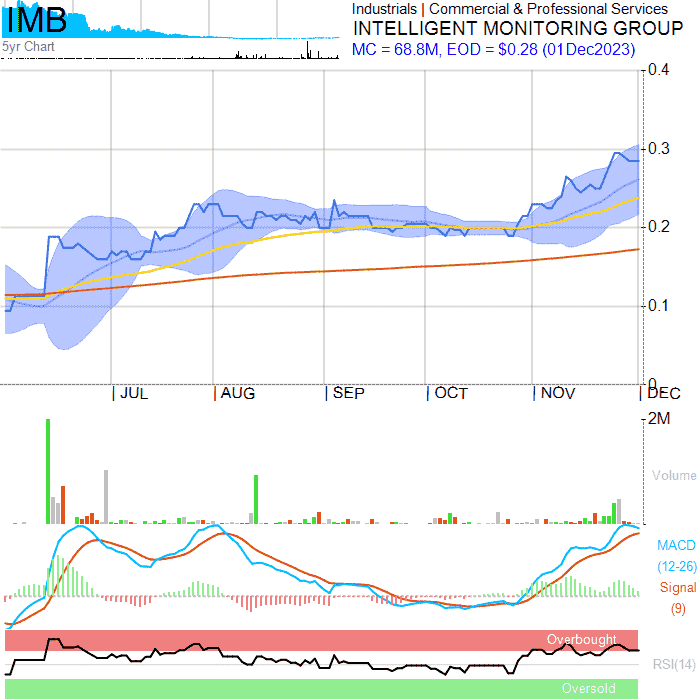 IMB
5yr Chart
Industrials | Commercial & Professional Services
INTELLIGENT MONITORING GROUP
MC = 68.8M, EOD = $0.28 (01Dec2023)
0.4
0.3
0.2
0.1
0
JUL AUG SEP OCT NOV DEC
2M
Volume
MACD
(12-26)
Signal
(9)
Overbought
RSI(14)
Oversold